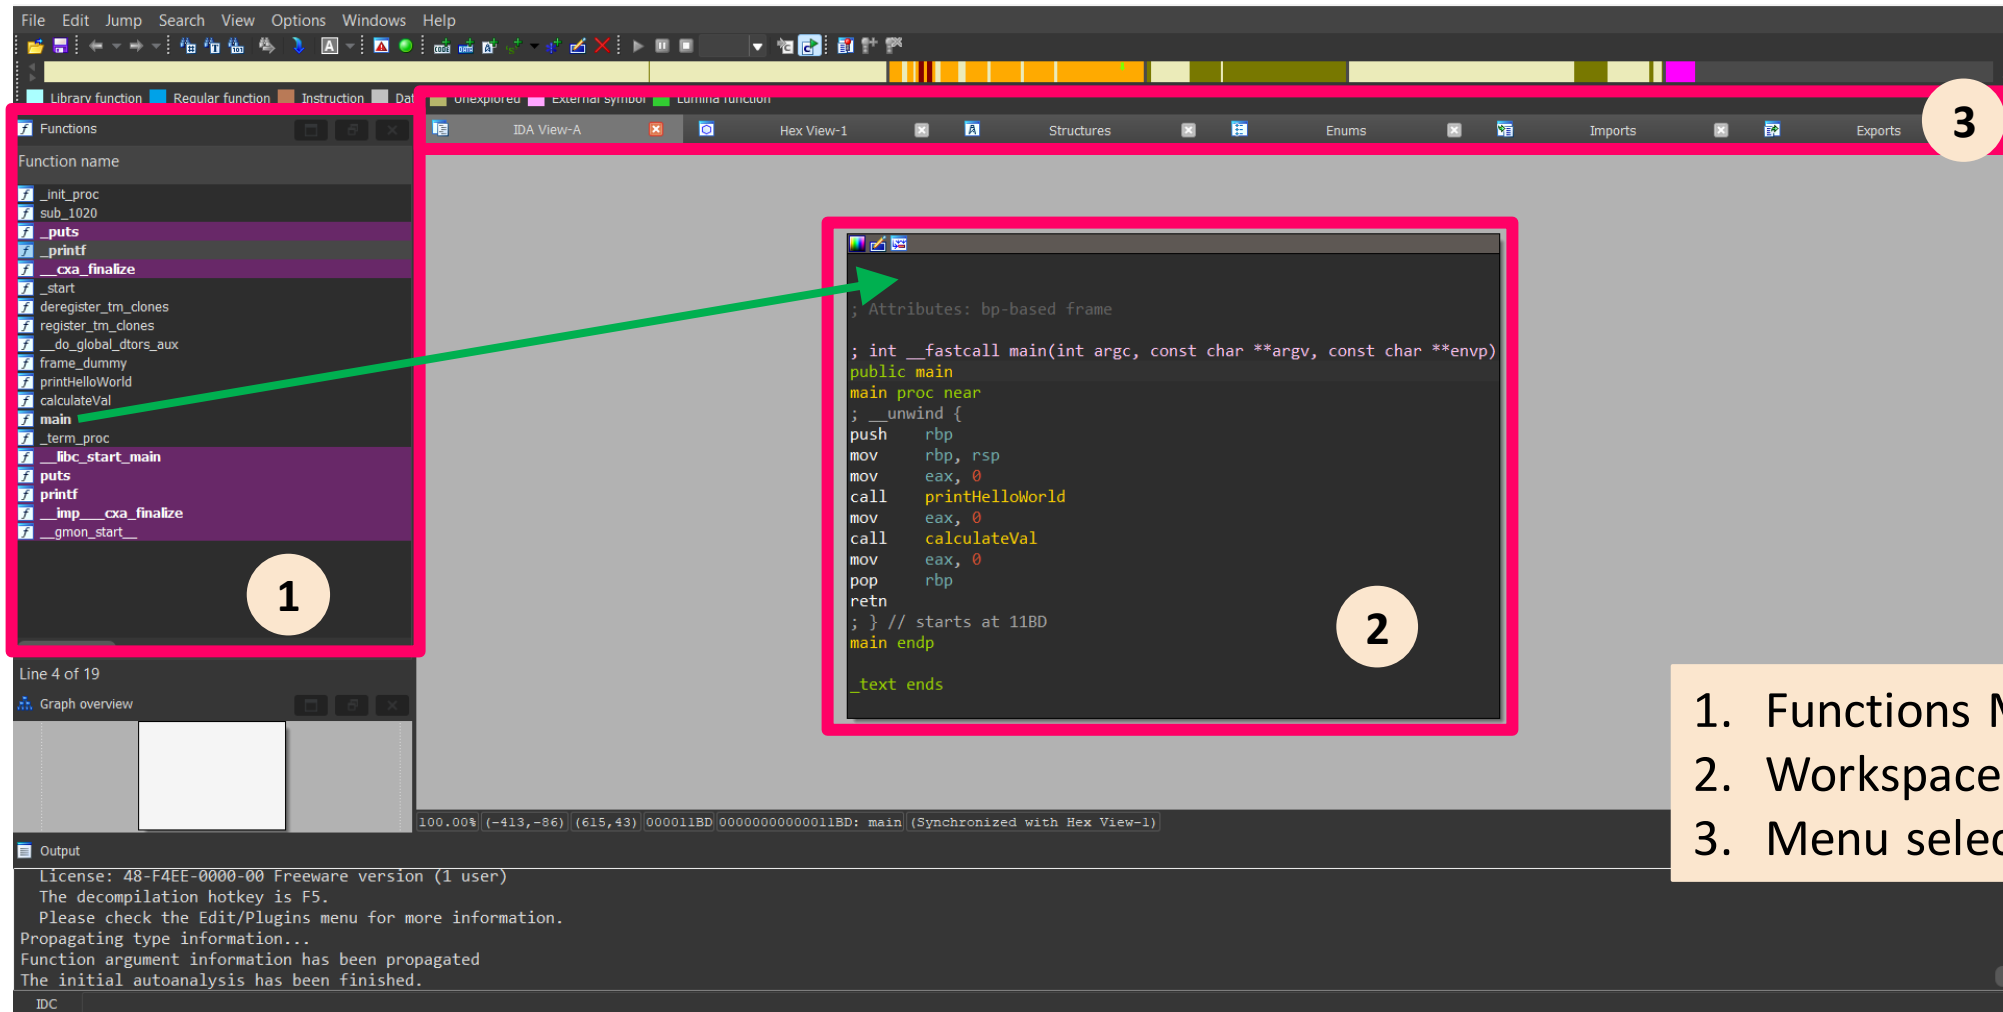 File Edit Jump Search View Options Windows Help
Library function Regular function Instruction Dat Unexplored External symbol Lumina function
Functions
IDA View-A Hex View-1 Structures Enums Imports Exports
3
Function name
_init_proc
sub_1020
_puts
_printf
__cxa_finalize
_start
deregister_tm_clones
register_tm_clones
__do_global_dtors_aux
frame_dummy
printHelloWorld
calculateVal
main
_term_proc
__libc_start_main
puts
printf
__imp___cxa_finalize
__gmon_start__
1
Line 4 of 19
Graph overview
; Attributes: bp-based frame
; int __fastcall main(int argc, const char **argv, const char **envp)
public main
main proc near
; __unwind {
push rbp
mov rbp, rsp
mov eax, 0
call printHelloWorld
mov eax, 0
call calculateVal
mov eax, 0
pop rbp
retn
; } // starts at 11BD
main endp
_text ends
2
1. Functions
2. Workspace
3. Menu selec
100.00% (-413,-86) (615,43) 000011BD 00000000000011BD: main (Synchronized with Hex View-1)
Output
License: 48-F4EE-0000-00 Freeware version (1 user)
The decompilation hotkey is F5.
Please check the Edit/Plugins menu for more information.
Propagating type information...
Function argument information has been propagated
The initial autoanalysis has been finished.
IDC